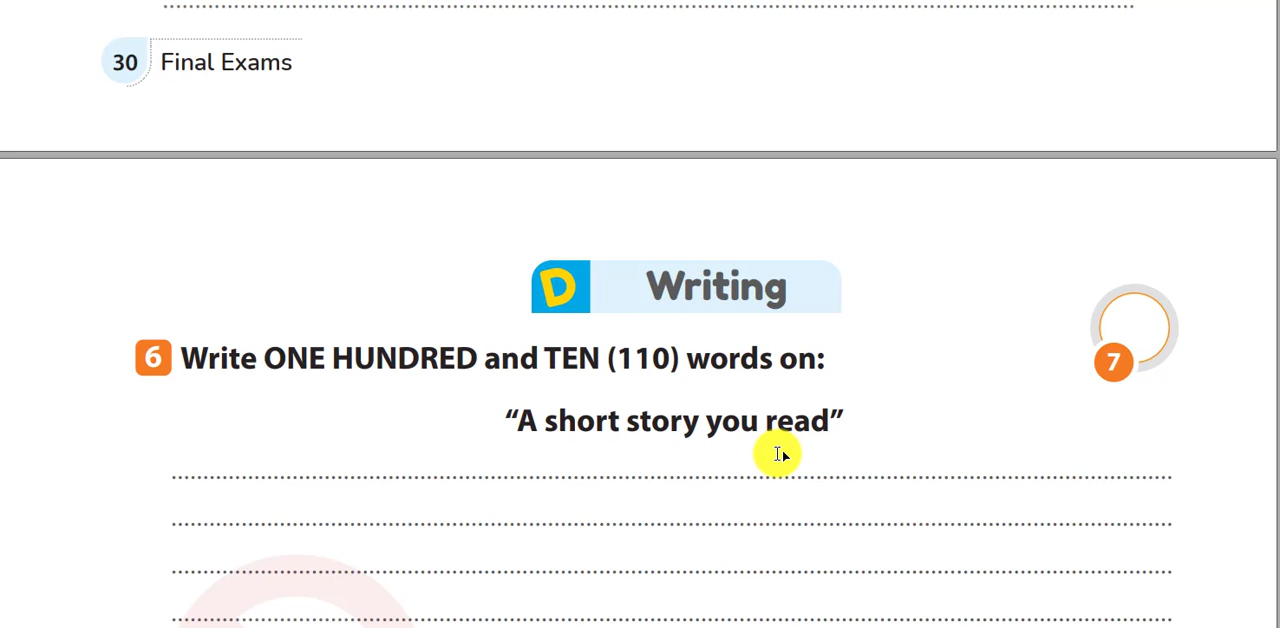 30 Final Exams
D Writing
6 Write ONE HUNDRED and TEN (110) words on:
7
“A short story you read”